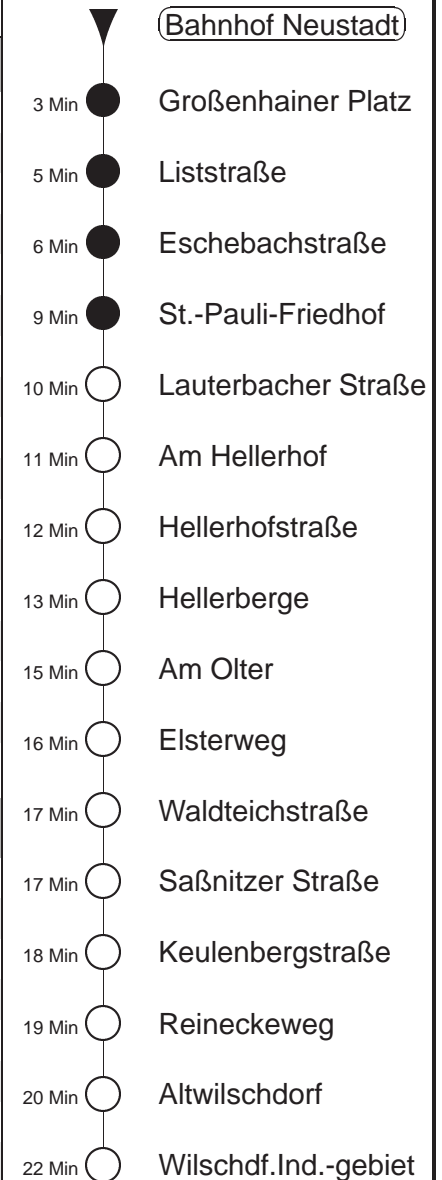 Bahnhof Neustadt
3 Min Großenhainer Platz
5 Min Liststraße
6 Min Eschebachstraße
9 Min St.-Pauli-Friedhof
10 Min Lauterbacher Straße
11 Min Am Hellerhof
12 Min Hellerhofstraße
13 Min Hellerberge
15 Min Am Olter
16 Min Elsterweg
17 Min Waldteichstraße
17 Min Saßnitzer Straße
18 Min Keulenbergstraße
19 Min Reineckeweg
20 Min Altwilschdorf
22 Min Wilschdf.Ind.-gebiet